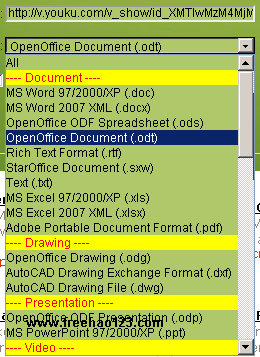 : http://v.youku.com/v_show/id_XMTIwMzM4MjM
: OpenOffice Document (.odt)
All
---- Document ----
MS Word 97/2000/XP (.doc)
MS Word 2007 XML (.docx)
OpenOffice ODF Spreadsheet (.ods)
OpenOffice Document (.odt)
Rich Text Format (.rtf)
StarOffice Document (.sxw)
Text (.txt)
MS Excel 97/2000/XP (.xls)
MS Excel 2007 XML (.xlsx)
Adobe Portable Document Format (.pdf)
---- Drawing ----
OpenOffice Drawing (.odg)
AutoCAD Drawing Exchange Format (.dxf)
AutoCAD Drawing File (.dwg)
---- Presentation ----
OpenOffice ODF Presentation (.odp)
www.freehao123.com
MS PowerPoint 97/2000/XP (.ppt)
---- Video ----